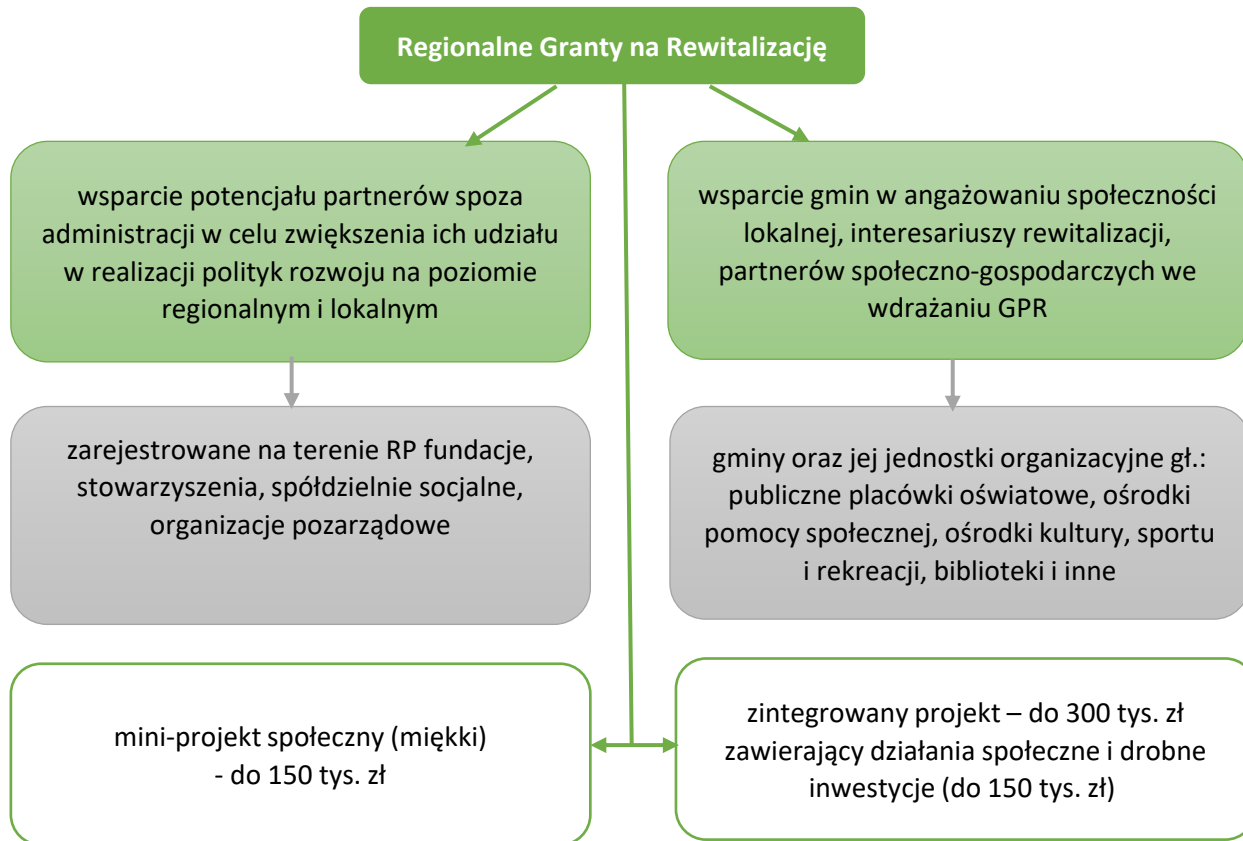 Regionalne Granty na Rewitalizację
wsparcie potencjału partnerów spoza
administracji w celu zwiększenia ich udziału
w realizacji polityk rozwoju na poziomie
regionalnym i lokalnym
wsparcie gmin w angażowaniu społeczności
lokalnej, interesariuszy rewitalizacji,
partnerów społeczno-gospodarczych we
wdrażaniu GPR
zarejestrowane na terenie RP fundacje,
stowarzyszenia, spółdzielnie socjalne,
organizacje pozarządowe
gminy oraz jej jednostki organizacyjne gł.:
publiczne placówki oświatowe, ośrodki
pomocy społecznej, ośrodki kultury, sportu
i rekreacji, biblioteki i inne
mini-projekt społeczny (miękki)
- do 150 tys. zł
zintegrowany projekt – do 300 tys. zł
zawierający działania społeczne i drobne
inwestycje (do 150 tys. zł)